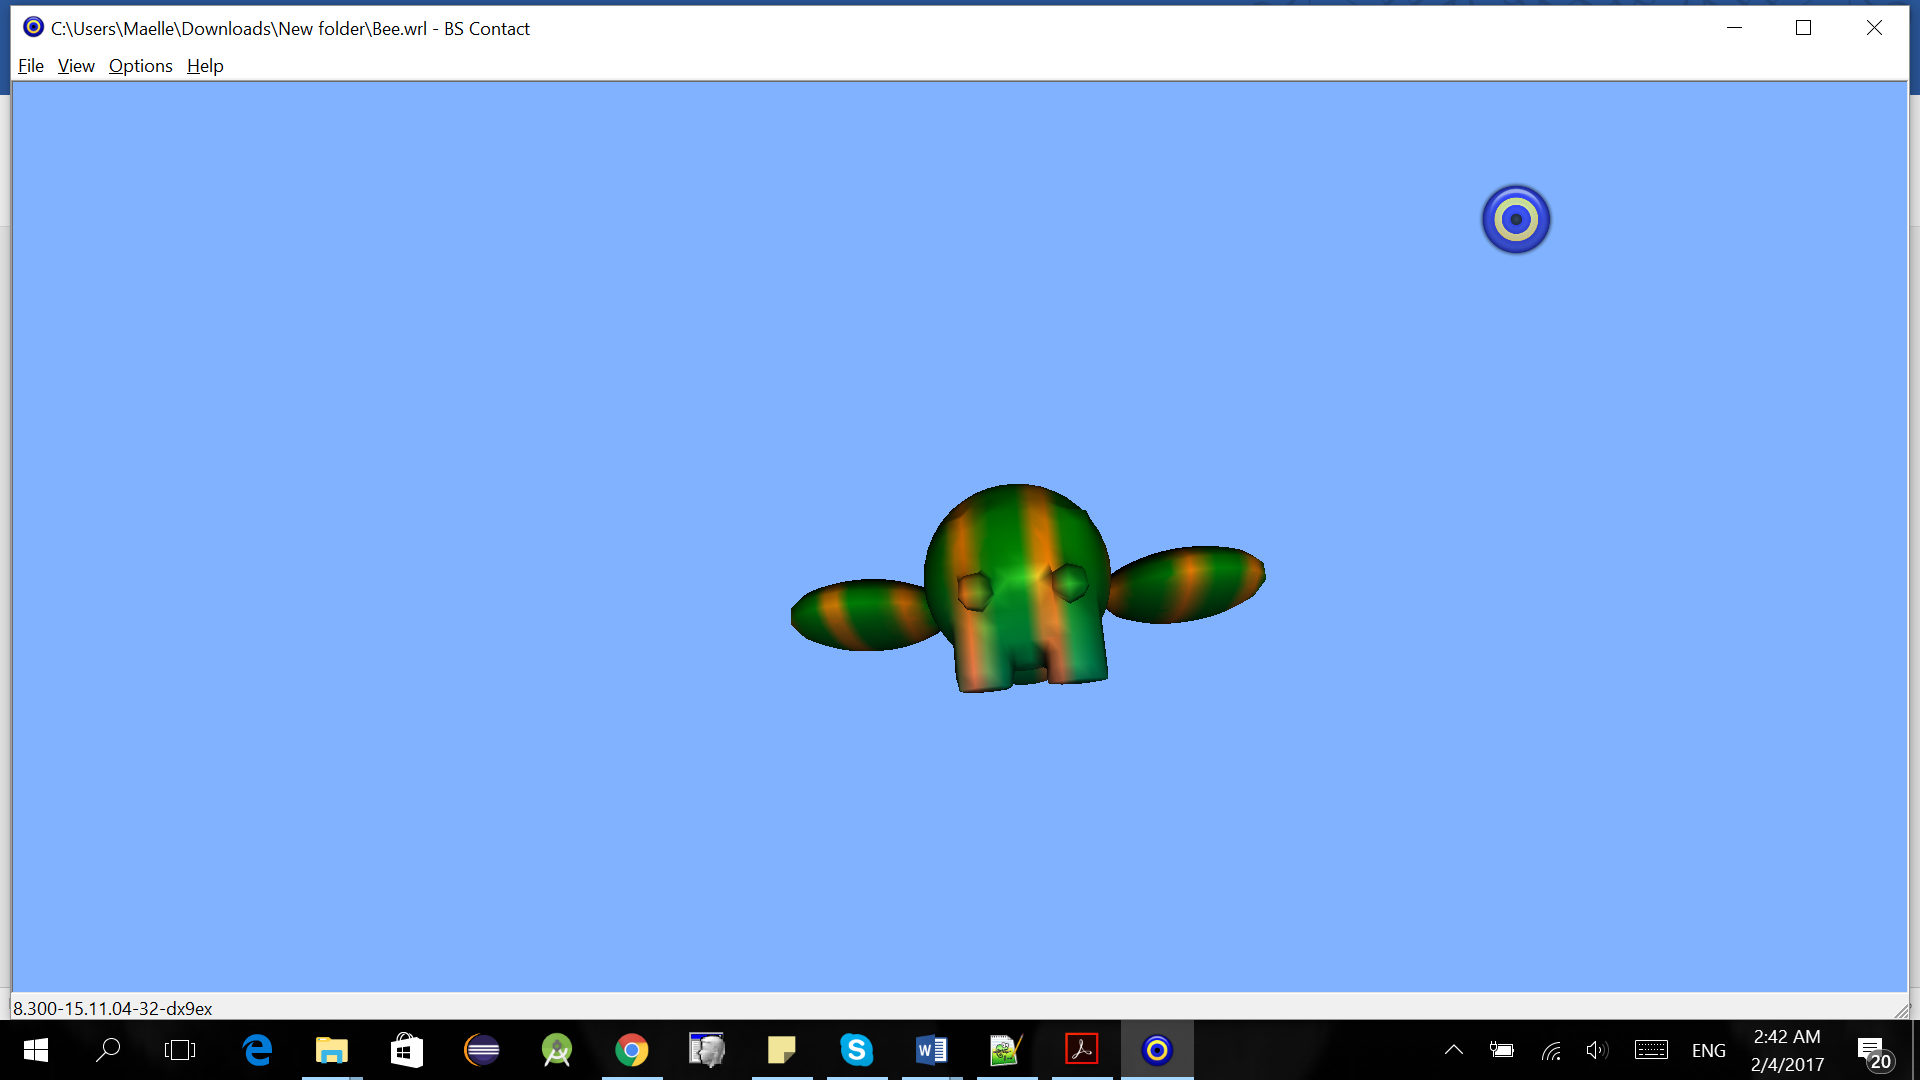 C:\Users\Maelle\Downloads\New folder\Bee.wrl - BS Contact
File View Options Help
8.300-15.11.04-32-dx9ex
ENG
2:42 AM
2/4/2017
20